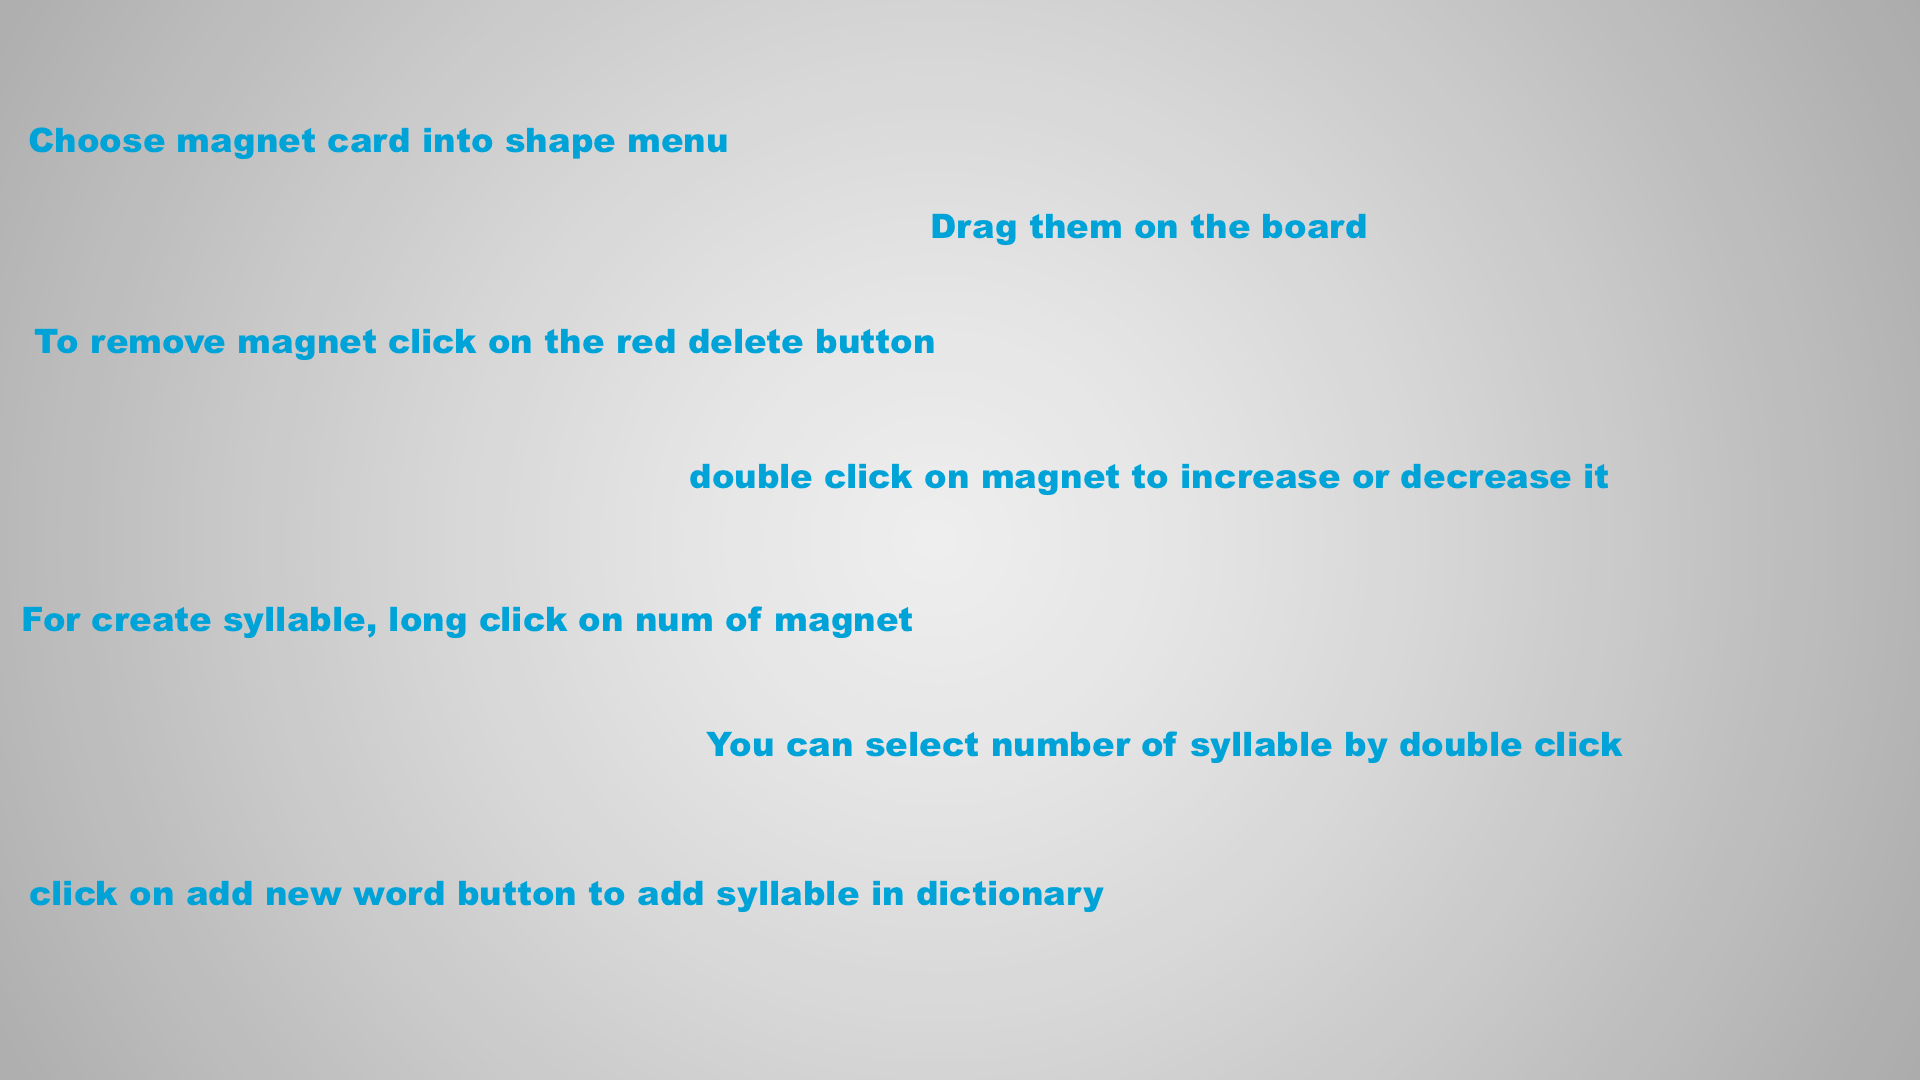 Choose magnet card into shape menu
Drag them on the board
To remove magnet click on the red delete button
double click on magnet to increase or decrease it
For create syllable, long click on num of magnet
You can select number of syllable by double click
click on add new word button to add syllable in dictionary